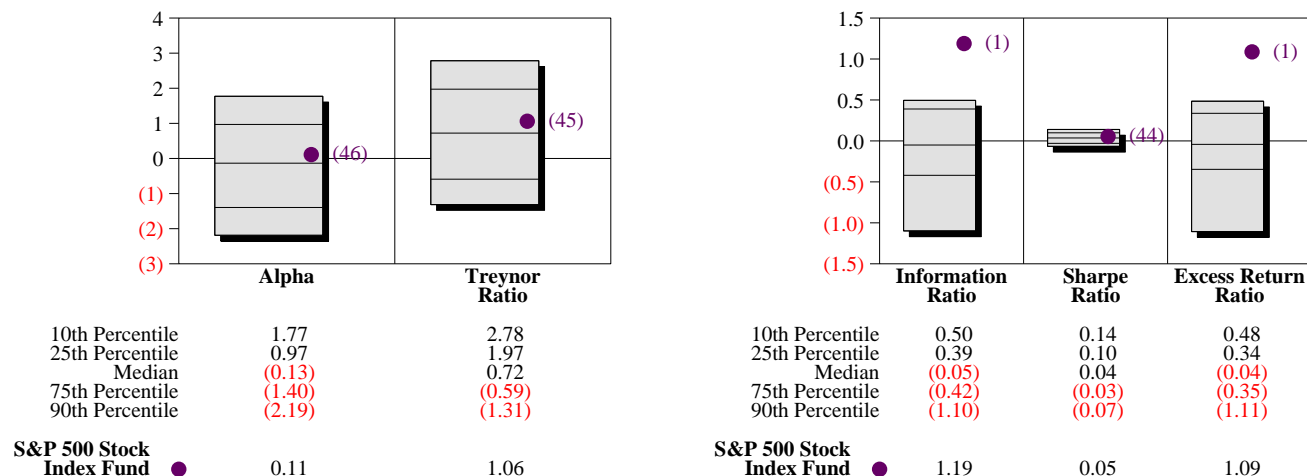 4
3
2
1
0
(1)
(2)
(3)
(46)
(45)
Alpha
Treynor
Ratio
10th Percentile 1.77 2.78
25th Percentile 0.97 1.97
Median (0.13) 0.72
75th Percentile (1.40) (0.59)
90th Percentile (2.19) (1.31)
S&P 500 Stock
Index Fund 0.11 1.06
1.5
1.0
0.5
0.0
(0.5)
(1.0)
(1.5)
(1)
(44)
(1)
Information
Ratio
Sharpe
Ratio
Excess Return
Ratio
10th Percentile 0.50 0.14 0.48
25th Percentile 0.39 0.10 0.34
Median (0.05) 0.04 (0.04)
75th Percentile (0.42) (0.03) (0.35)
90th Percentile (1.10) (0.07) (1.11)
S&P 500 Stock
Index Fund 1.19 0.05 1.09